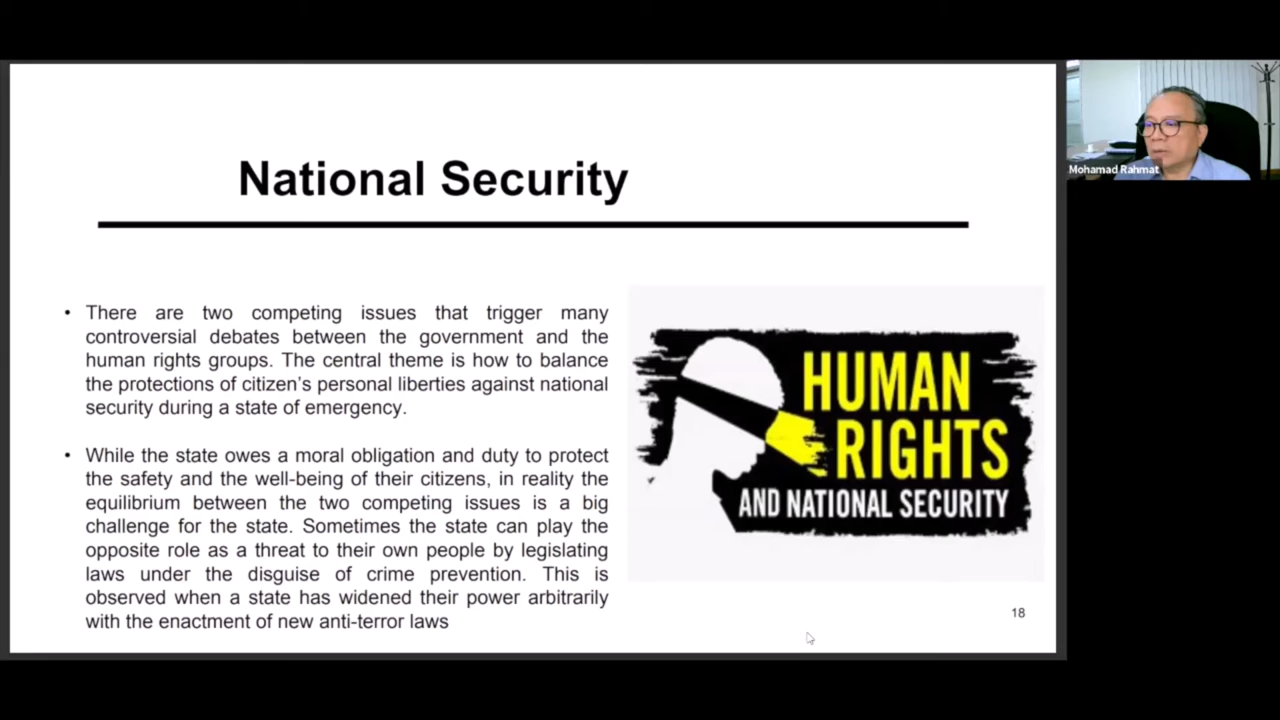 National Security
• There are two competing issues that trigger many
controversial debates between the government and the
human rights groups. The central theme is how to balance
the protections of citizen's personal liberties against national
security during a state of emergency.
• While the state owes a moral obligation and duty to protect
the safety and the well-being of their citizens, in reality the
equilibrium between the two competing issues is a big
challenge for the state. Sometimes the state can play the
opposite role as a threat to their own people by legislating
laws under the disguise of crime prevention. This is
observed when a state has widened their power arbitrarily
with the enactment of new anti-terror laws
HUMAN
RIGHTS
AND NATIONAL SECURITY
18
Mohamad Rahmat